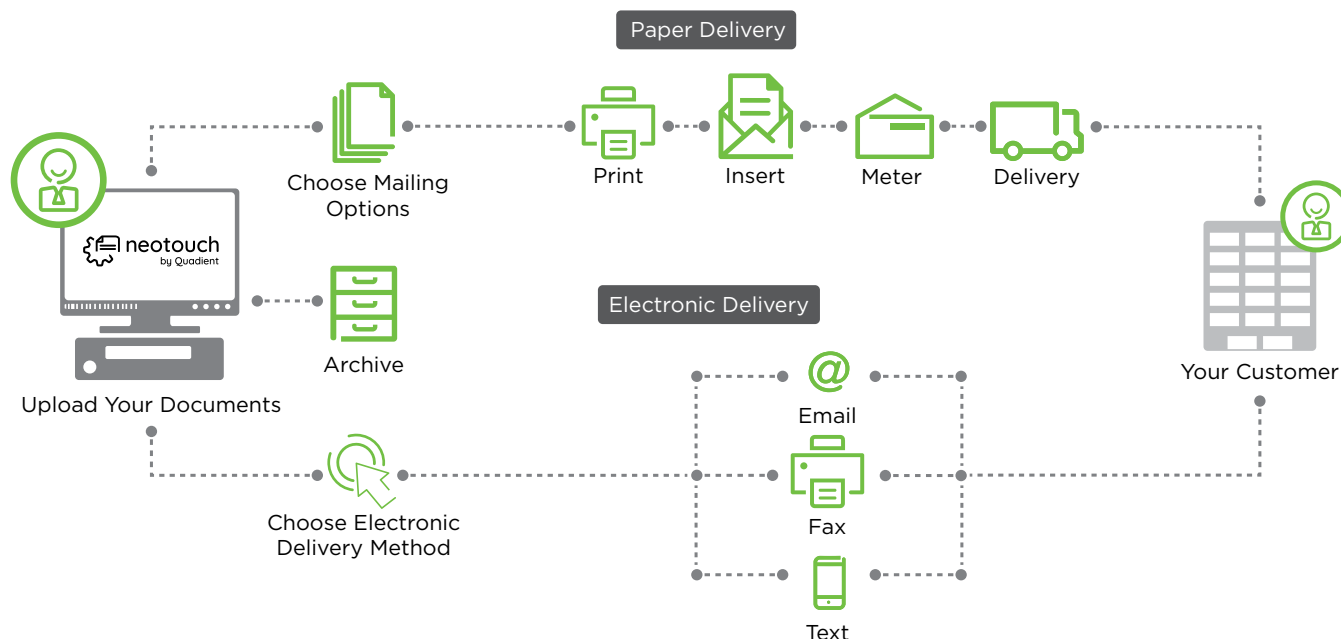 Paper Delivery
Choose Mailing
Options
Print
Insert
Meter
Delivery
neotouch
by Quadient
Archive
Electronic Delivery
Upload Your Documents
Your Customer
@
Email
Choose Electronic
Delivery Method
Fax
Text